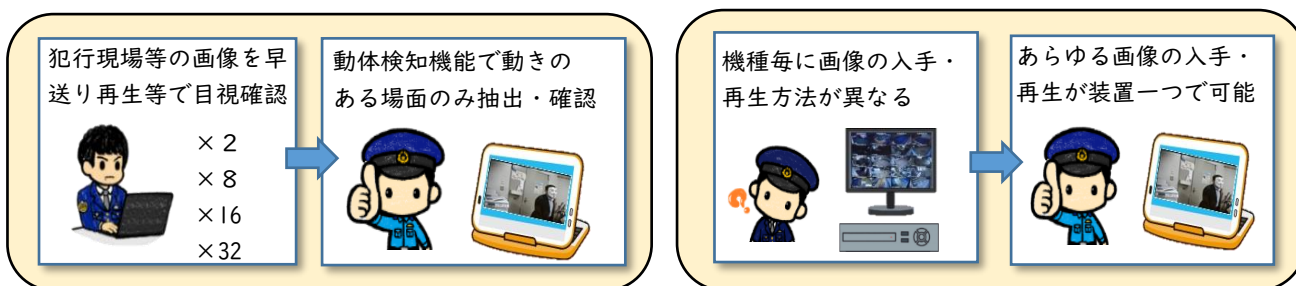 犯行現場等の画像を早
送り再生等で目視確認
×2
×8
×16
×32
動体検知機能で動きの
ある場面のみ抽出・確認
機種毎に画像の入手・
再生方法が異なる
?
あらゆる画像の入手・
再生が装置一つで可能